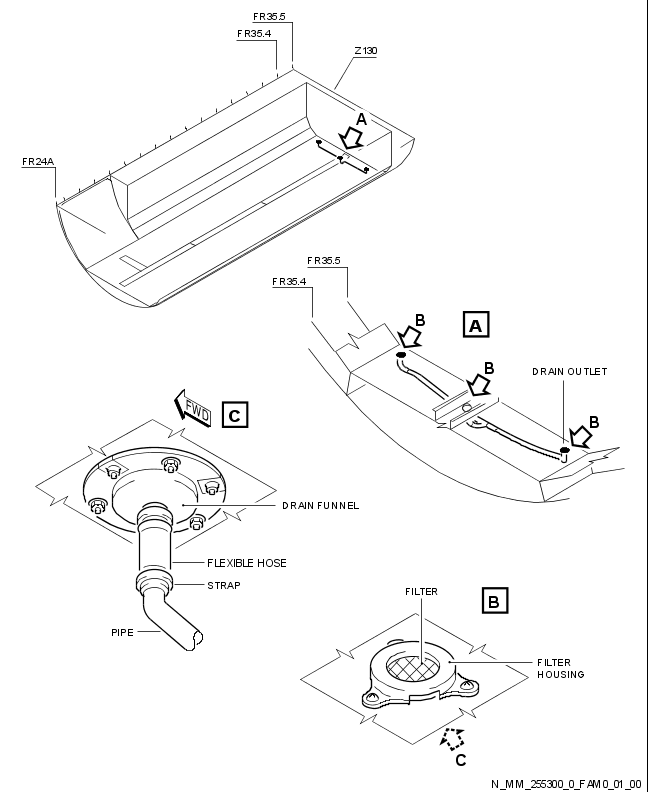 FR35.5
FR35.4
Z130
A
FR24A
FR35.5
FR35.4
B
A
B
DRAIN OUTLET
B
FWD
C
DRAIN FUNNEL
FLEXIBLE HOSE
STRAP
PIPE
FILTER
B
FILTER
HOUSING
C
N_MM_255300_0_FAM0_01_00